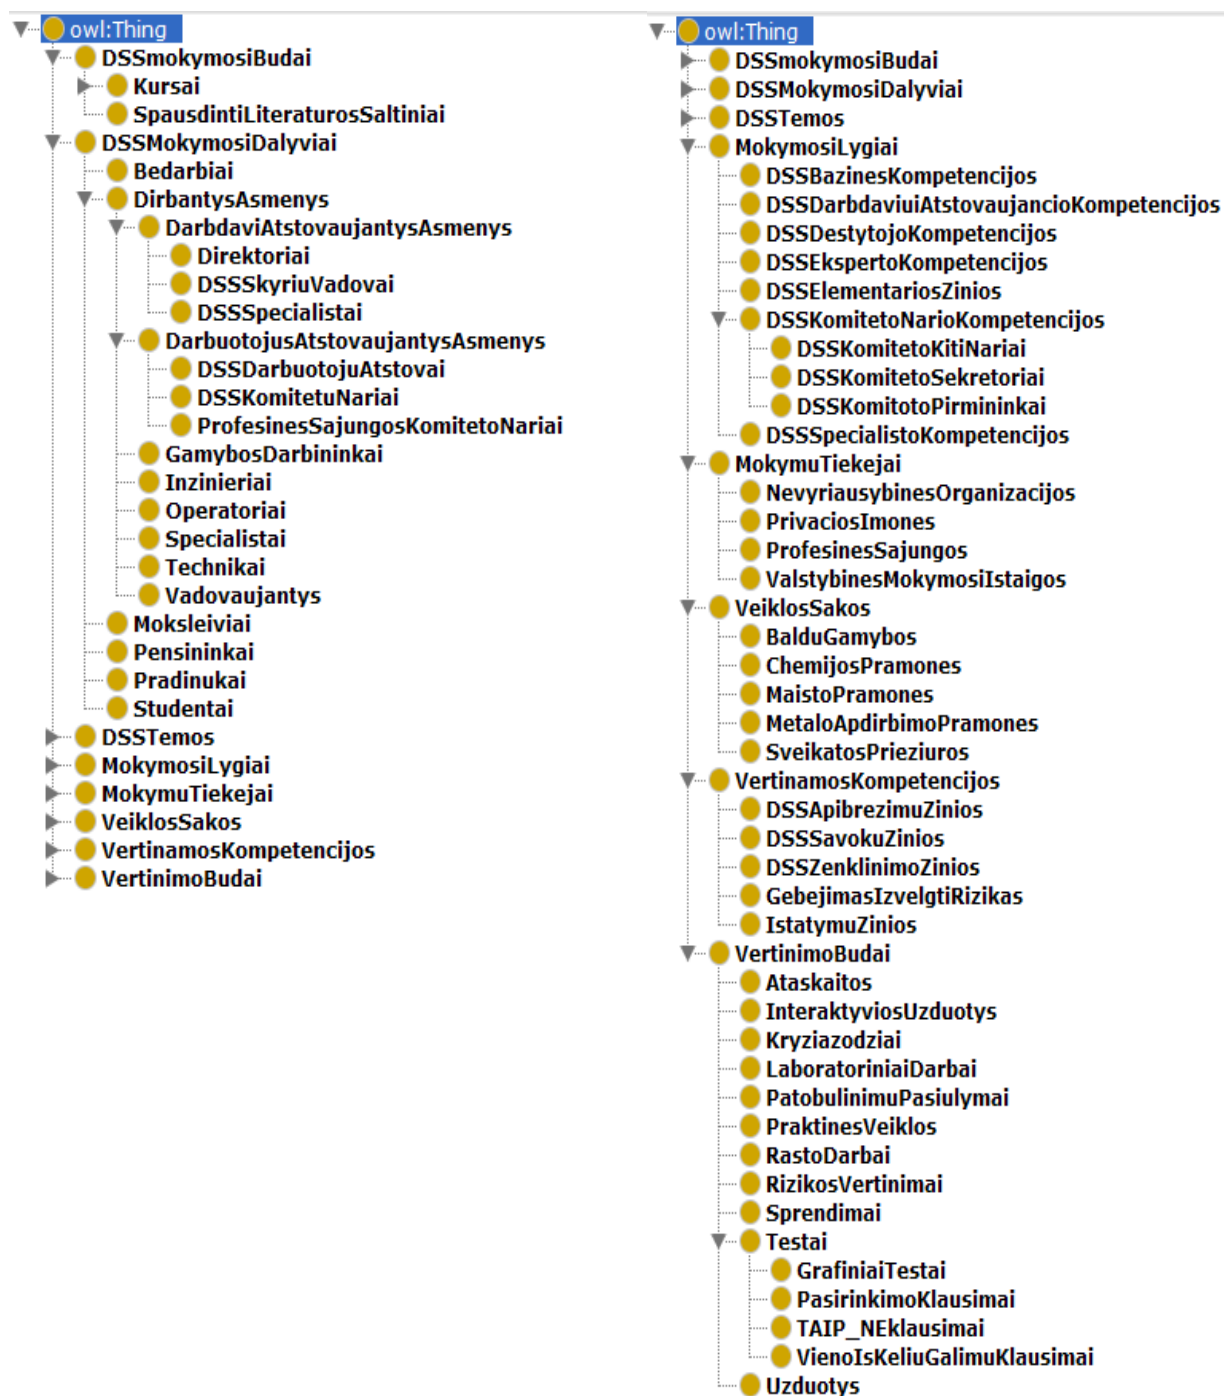 owl:Thing
DSSmokymosiBudai
Kursai
SpausdintiLiteraturosSaltiniai
DSSMokymosiDalyviai
Bedarbiai
DirbantysAsmenys
DarbdaviAtstovaujantysAsmenys
Direktoriai
DSSSkyriuVadovai
DSSSpecialistai
DarbuotojusAtstovaujantysAsmenys
DSSDarbuotojuAtstovai
DSSKomitetuNariai
ProfesinesSajungosKomitetoNariai
GamybosDarbininkai
Inzinieriai
Operatoriai
Specialistai
Technikai
Vadovaujantys
Moksleiviai
Pensininkai
Pradinukai
Studentai
DSSTemos
MokymosiLygiai
MokymuTiekejai
VeiklosSakos
VertinamosKompetencijos
VertinimoBudai
owl:Thing
DSSmokymosiBudai
DSSMokymosiDalyviai
DSSTemos
MokymosiLygiai
DSSBazinesKompetencijos
DSSDarbdaviuiAtstovaujancioKompetencijos
DSSDestytojoKompetencijos
DSSEkspertoKompetencijos
DSSElementariosZinios
DSSKomitetoNarioKompetencijos
DSSKomitetoKitiNariai
DSSKomitetoSekretoriai
DSSKomitotoPirmininkai
DSSSpecialistoKompetencijos
MokymuTiekejai
NevyriausybinesOrganizacijos
PrivaciosImones
ProfesinesSajungos
ValstybinesMokymosiIstaigos
VeiklosSakos
BalduGamybos
ChemijosPramones
MaistoPramones
MetaloApdirbimoPramones
SveikatosPrieziuros
VertinamosKompetencijos
DSSApibrezimuZinios
DSSSavokuZinios
DSSZenklinimoZinios
GebejimasIzvelgtiRizikas
IstatymuZinios
VertinimoBudai
Ataskaitos
InteraktyviosUzduotys
Kryziazodziai
LaboratoriniaiDarbai
PatobulinimuPasiulymai
PraktinesVeiklos
RastoDarbai
RizikosVertinimai
Sprendimai
Testai
GrafiniaiTestai
PasirinkimoKlausimai
TAIP_NEklausimai
VienoIsKeliuGalimuKlausimai
Uzduotys